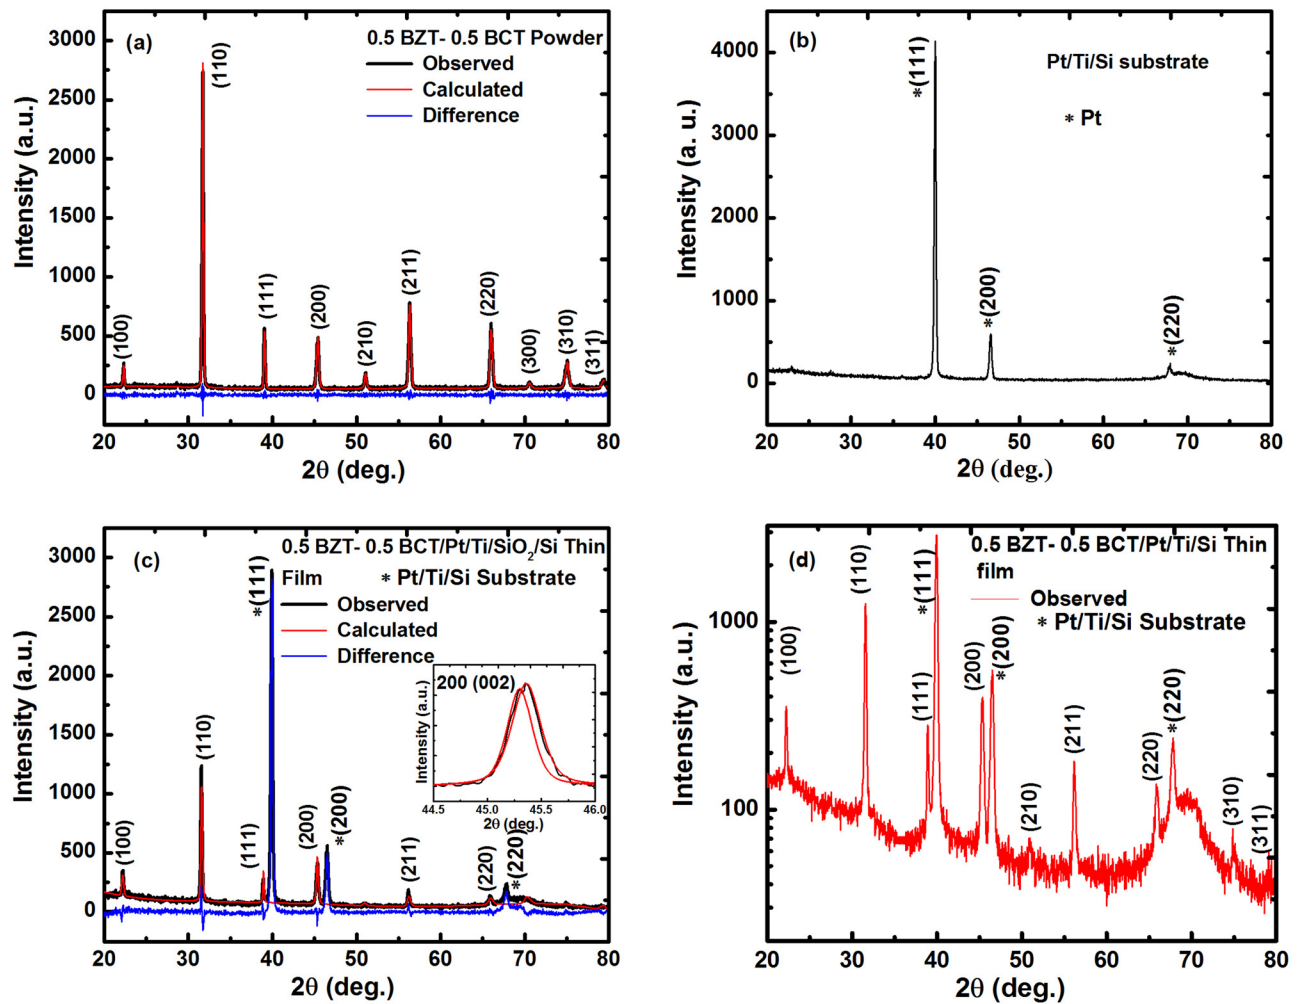 (a)
0.5 BZT- 0.5 BCT Powder
Observed
Calculated
Difference
Intensity (a.u.)
3000
2500
2000
1500
1000
500
0
(100)
(110)
(111)
(200)
(210)
(211)
(220)
(300)
(310)
(311)
20 30 40 50 60 70 80
2θ (deg.)
(b)
Pt/Ti/Si substrate
* Pt
Intensity (a. u.)
4000
3000
2000
1000
0
*(111)
*(200)
*(220)
20 30 40 50 60 70 80
2θ (deg.)
(c)
0.5 BZT- 0.5 BCT/Pt/Ti/SiO₂/Si Thin
Film * Pt/Ti/Si Substrate
Observed
Calculated
Difference
Intensity (a.u.)
3000
2500
2000
1500
1000
500
0
(100)
(110)
(111)
*(111)
(200)
*(200)
(211)
(220)
*(220)
200 (002)
Intensity (a.u.)
44.5 45.0 45.5 46.0
2θ (deg.)
20 30 40 50 60 70 80
2θ (deg.)
(d)
0.5 BZT- 0.5 BCT/Pt/Ti/Si Thin
film
Observed
* Pt/Ti/Si Substrate
Intensity (a.u.)
1000
100
(100)
(110)
(111)
*(111)
(200)
*(200)
(210)
(211)
(220)
*(220)
(310)
(311)
20 30 40 50 60 70 80
2θ (deg.)